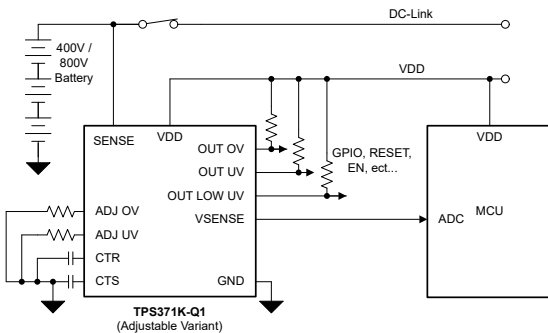 DC-Link
400V /
800V
Battery
VDD
SENSE
VDD
OUT OV
OUT UV
OUT LOW UV
VSENSE
GPIO, RESET,
EN, ect...
VDD
ADC
MCU
ADJ OV
ADJ UV
CTR
CTS
GND
TPS371K-Q1
(Adjustable Variant)